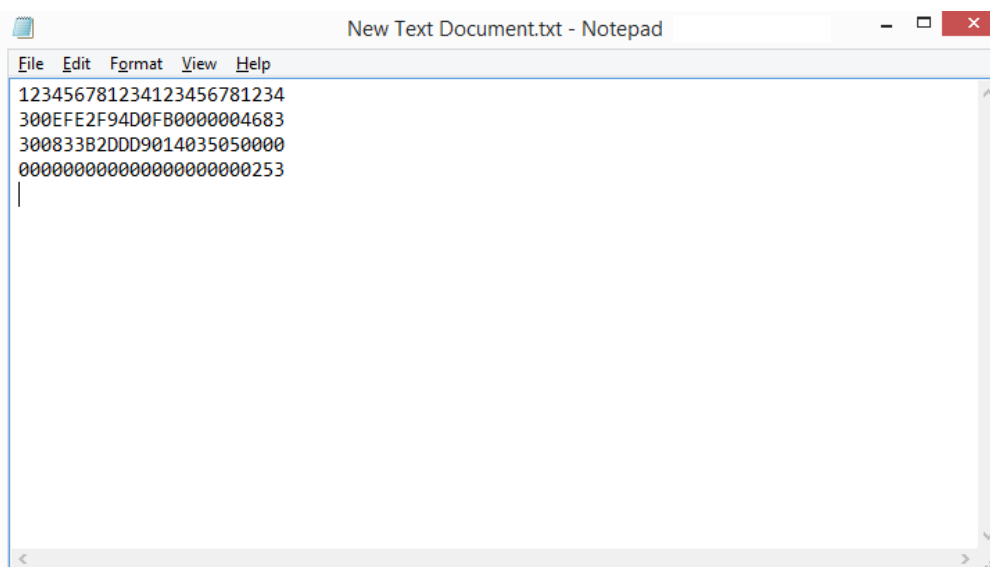 New Text Document.txt - Notepad
File Edit Format View Help
123456781234123456781234
300EFE2F94D0FB0000004683
300833B2DDD9014035050000
000000000000000000000253